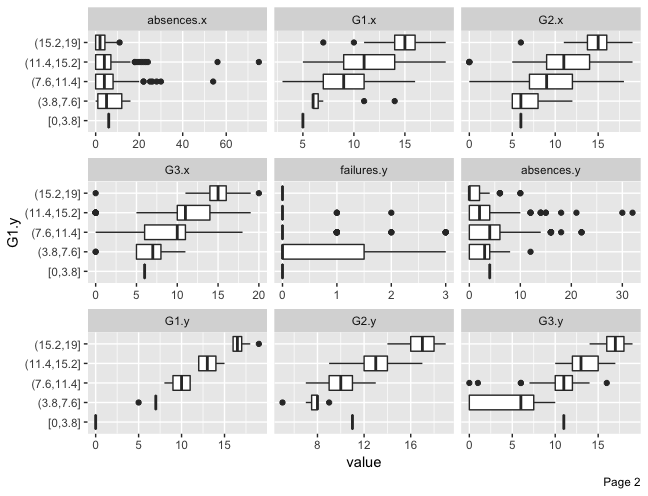 absences.x G1.x G2.x
(15.2,19]
(11.4,15.2]
(7.6,11.4]
(3.8,7.6]
[0,3.8]
0 20 40 60 5 10 15 0 5 10 15
G3.x failures.y absences.y
(15.2,19]
(11.4,15.2]
(7.6,11.4]
(3.8,7.6]
[0,3.8]
0 5 10 15 20 0 1 2 3 0 10 20 30
G1.y G2.y G3.y
(15.2,19]
(11.4,15.2]
(7.6,11.4]
(3.8,7.6]
[0,3.8]
0 5 10 15 8 12 16 0 5 10 15
G1.y
value
Page 2